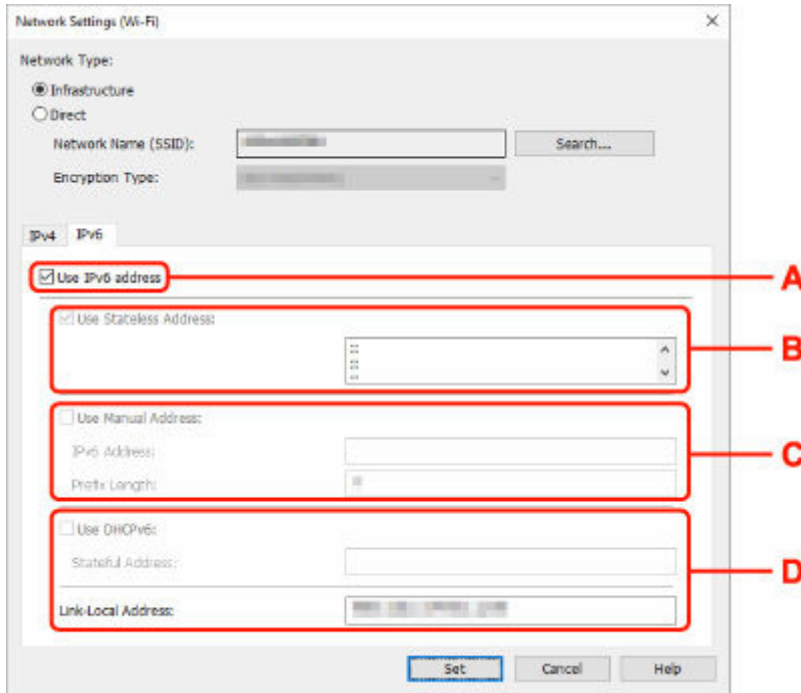 Network Settings (Wi-Fi)
Network Type:
Infrastructure
Direct
Network Name (SSID):
Search...
Encryption Type:
IPv4 IPv6
Use IPv6 address
A
Use Stateless Address:
::
::
::
B
Use Manual Address:
IPv6 Address:
C
Prefix Length:
Use DHCPv6:
Stateful Address:
D
Link-Local Address:
Set Cancel Help